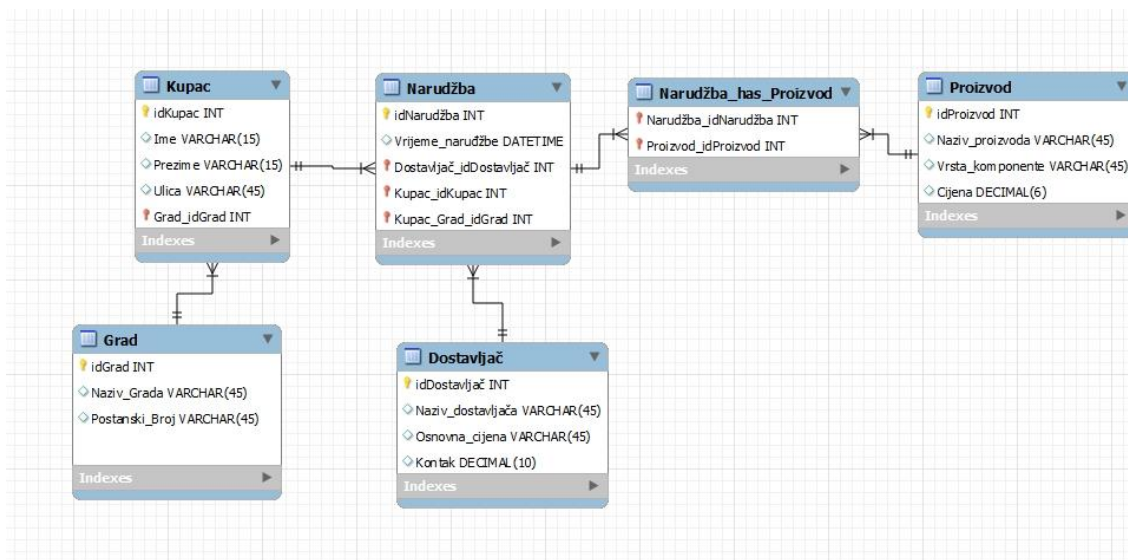 Kupac
idKupac INT
Ime VARCHAR(15)
Prezime VARCHAR(15)
Ulica VARCHAR(45)
Grad_idGrad INT
Indexes
Narudžba
idNarudžba INT
Vrijeme_narudžbe DATETIME
Dostavljač_idDostavljač INT
Kupac_idKupac INT
Kupac_Grad_idGrad INT
Indexes
Narudžba_has_Proizvod
Narudžba_idNarudžba INT
Proizvod_idProizvod INT
Indexes
Proizvod
idProizvod INT
Naziv_proizvoda VARCHAR(45)
Vrsta_komponente VARCHAR(45)
Cijena DECIMAL(6)
Indexes
Grad
idGrad INT
Naziv_Grada VARCHAR(45)
Postanski_Broj VARCHAR(45)
Indexes
Dostavljač
idDostavljač INT
Naziv_dostavljača VARCHAR(45)
Osnovna_cijena VARCHAR(45)
Kontak DECIMAL(10)
Indexes